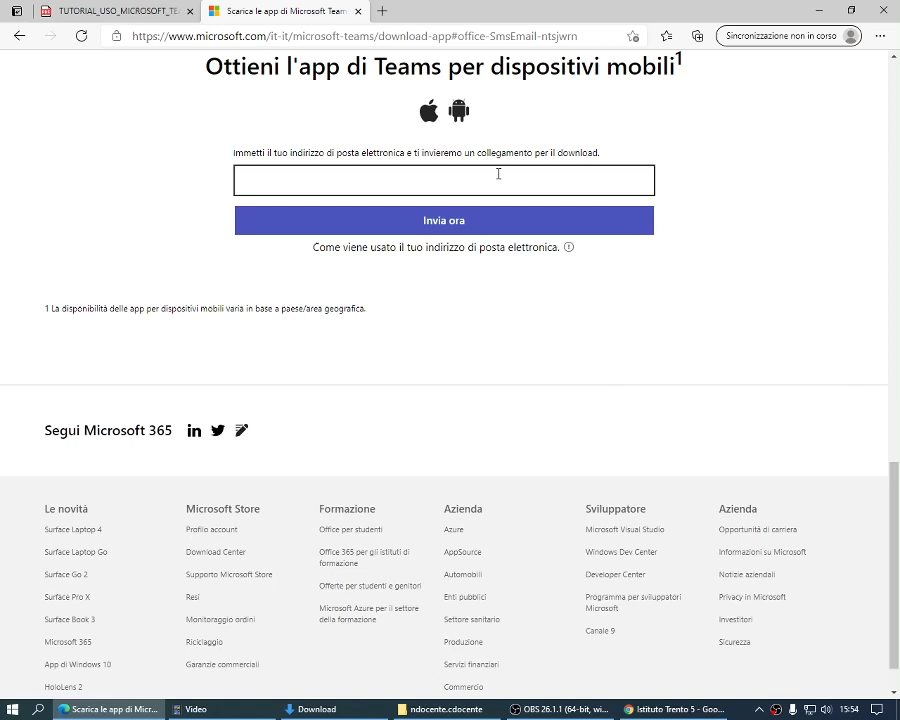 TUTORIAL_USO_MICROSOFT_TE
Scarica le app di Microsoft Team
https://www.microsoft.com/it-it/microsoft-teams/download-app#office-SmsEmail-ntsjwrn
Sincronizzazione non in corso
Ottieni l'app di Teams per dispositivi mobili1
Immetti il tuo indirizzo di posta elettronica e ti invieremo un collegamento per il download.
Invia ora
Come viene usato il tuo indirizzo di posta elettronica.
1 La disponibilità delle app per dispositivi mobili varia in base a paese/area geografica.
Segui Microsoft 365
Le novità
Surface Laptop 4
Surface Laptop Go
Surface Go 2
Surface Pro X
Surface Book 3
Microsoft 365
App di Windows 10
HoloLens 2
Microsoft Store
Profilo account
Download Center
Supporto Microsoft Store
Resi
Monitoraggio ordini
Riciclaggio
Garanzie commerciali
Formazione
Office per studenti
Office 365 per gli istituti di
formazione
Offerte per studenti e genitori
Microsoft Azure per il settore
della formazione
Azienda
Azure
AppSource
Automobili
Enti pubblici
Settore sanitario
Produzione
Servizi finanziari
Commercio
Sviluppatore
Microsoft Visual Studio
Windows Dev Center
Developer Center
Programma per sviluppatori
Microsoft
Canale 9
Azienda
Opportunità di carriera
Informazioni su Microsoft
Notizie aziendali
Privacy in Microsoft
Investitori
Sicurezza
Scarica le app di Micr...
Video
Download
ndocente.cdocente
OBS 26.1.1 (64-bit, wi...
Istituto Trento 5 - Goo...
15:54